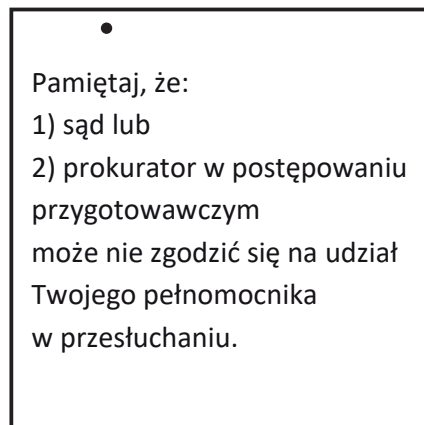 •
Pamiętaj, że:
1) sąd lub
2) prokurator w postępowaniu
przygotowawczym
może nie zgodzić się na udział
Twojego pełnomocnika
w przesłuchaniu.